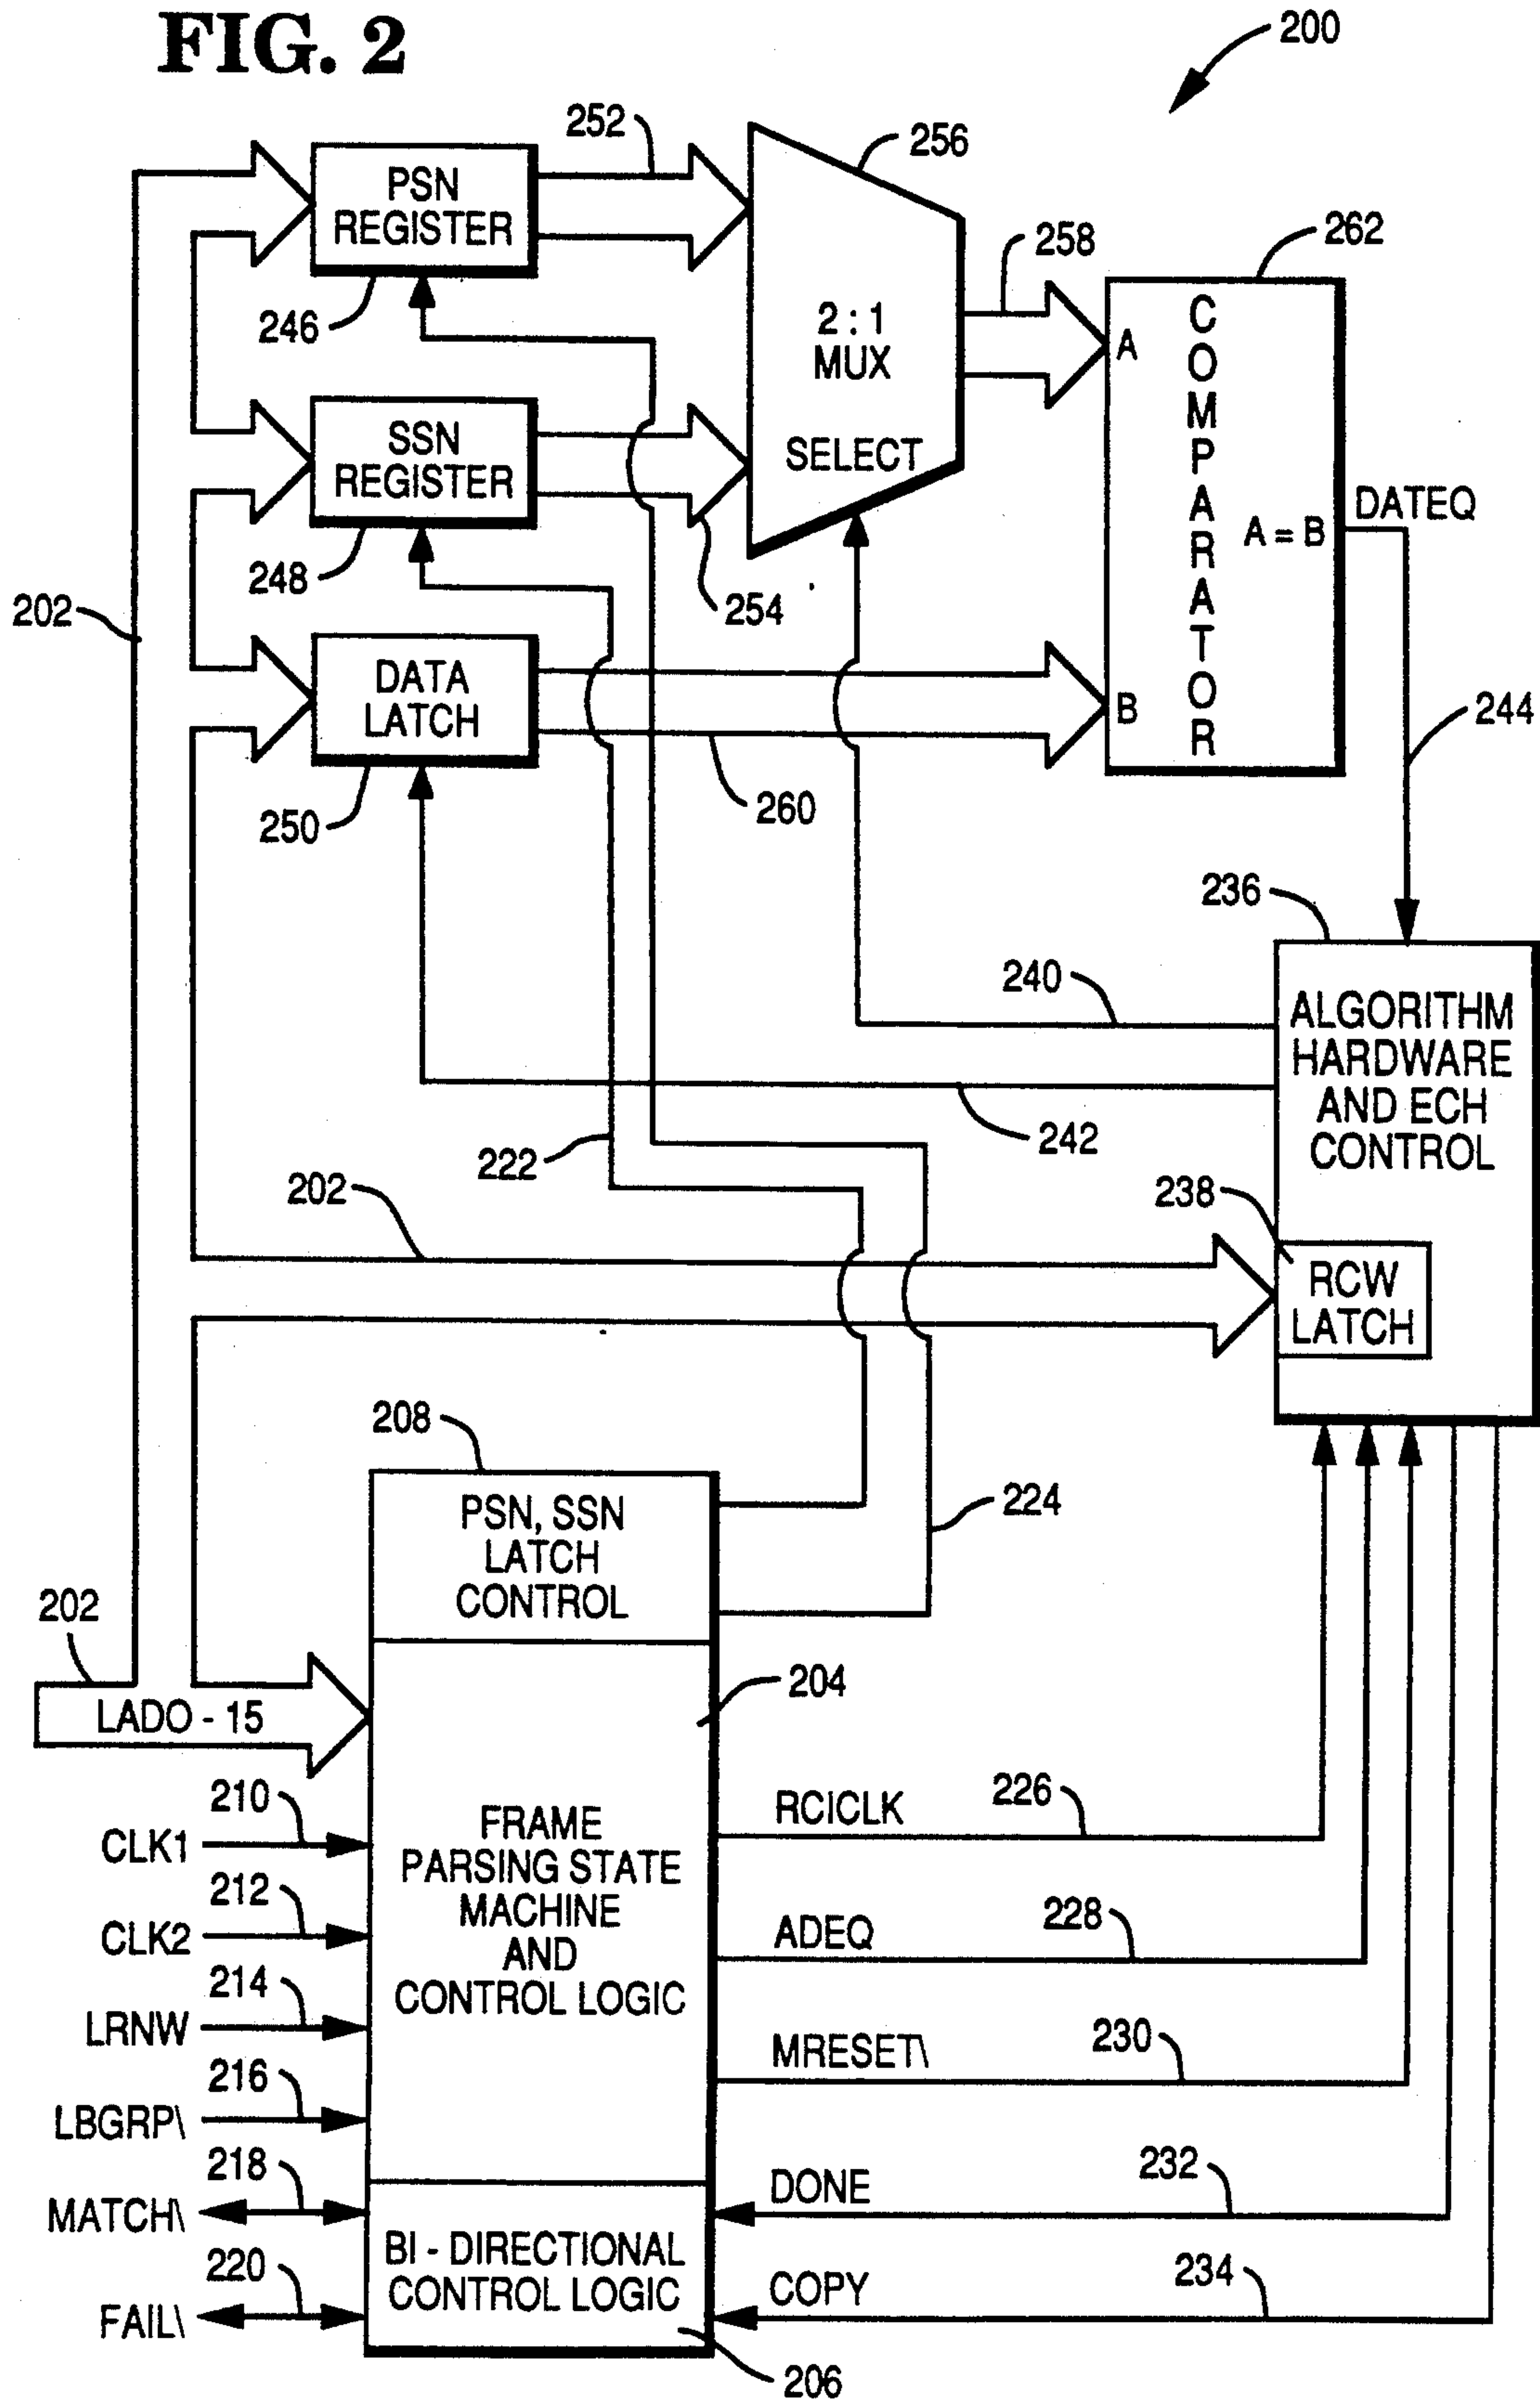 FIG. 2
200
252
256
PSN
REGISTER
258
262
246
2 : 1
MUX
SELECT
A
COMPARATOR
SSN
REGISTER
A = B
DATEQ
248
254
202
DATA
LATCH
B
244
250
260
236
240
ALGORITHM
HARDWARE
AND ECH
CONTROL
242
222
202
238
RCW
LATCH
208
PSN, SSN
LATCH
CONTROL
224
202
LADO - 15
204
210
CLK1
FRAME
PARSING STATE
MACHINE
AND
CONTROL LOGIC
RCICLK
226
212
CLK2
ADEQ
228
214
LRNW
MRESET\
230
216
LBGRP\
218
MATCH\
DONE
232
BI - DIRECTIONAL
CONTROL LOGIC
220
FAIL\
COPY
234
206